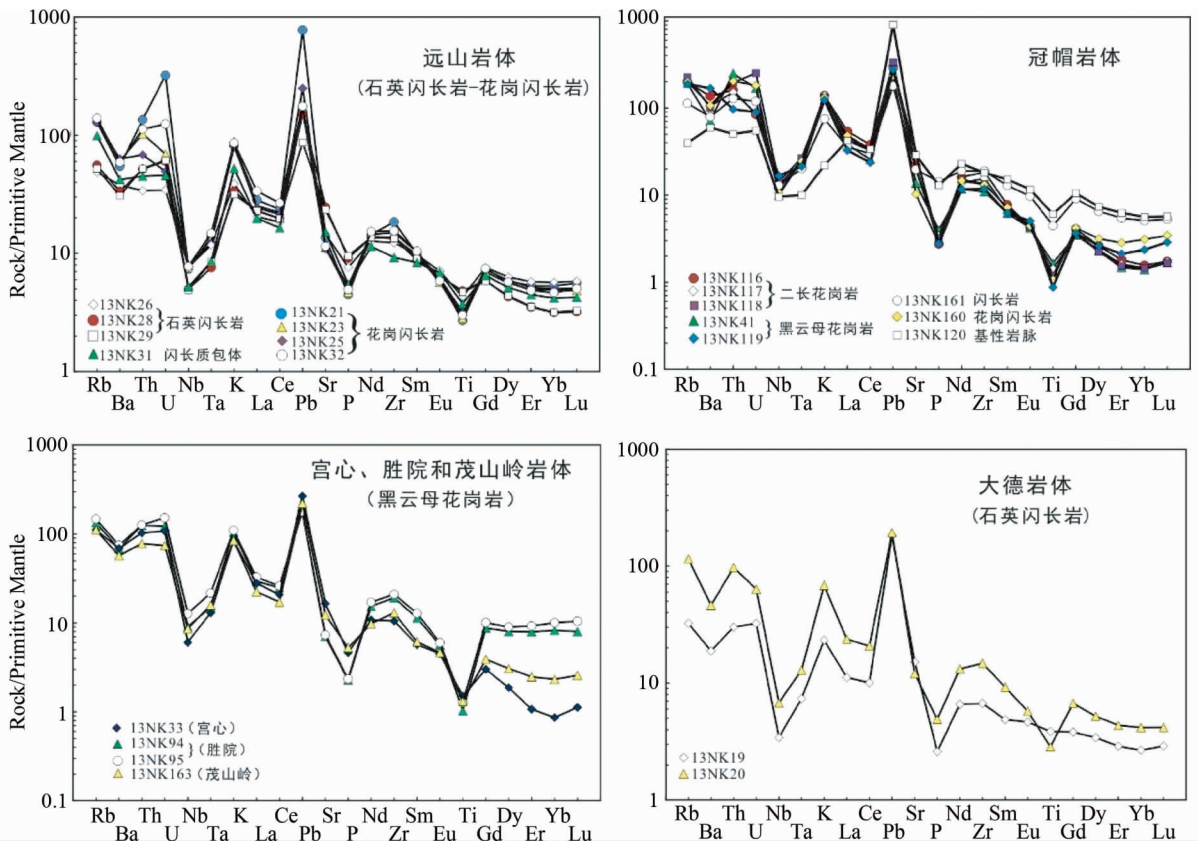 1000
100
10
1
Rock/Primitive Mantle
远山岩体
(石英闪长岩-花岗闪长岩)
13NK26
13NK28
13NK29
石英闪长岩
13NK31 闪长质包体
13NK21
13NK23
13NK25
13NK32
花岗闪长岩
Rb Th Nb K Ce Sr Nd Sm Ti Dy Yb
Ba U Ta La Pb P Zr Eu Gd Er Lu
1000
100
10
1
0.1
冠帽岩体
13NK116
13NK117
13NK118
二长花岗岩
13NK41
13NK119
黑云母花岗岩
13NK161 闪长岩
13NK160 花岗闪长岩
13NK120 基性岩脉
Rb Th Nb K Ce Sr Nd Sm Ti Dy Yb
Ba U Ta La Pb P Zr Eu Gd Er Lu
1000
100
10
1
0.1
Rock/Primitive Mantle
宫心、胜院和茂山岭岩体
(黑云母花岗岩)
13NK33(宫心)
13NK94
13NK95
(胜院)
13NK163(茂山岭)
Rb Th Nb K Ce Sr Nd Sm Ti Dy Yb
Ba U Ta La Pb P Zr Eu Gd Er Lu
1000
100
10
1
大德岩体
(石英闪长岩)
13NK19
13NK20
Rb Th Nb K Ce Sr Nd Sm Ti Dy Yb
Ba U Ta La Pb P Zr Eu Gd Er Lu